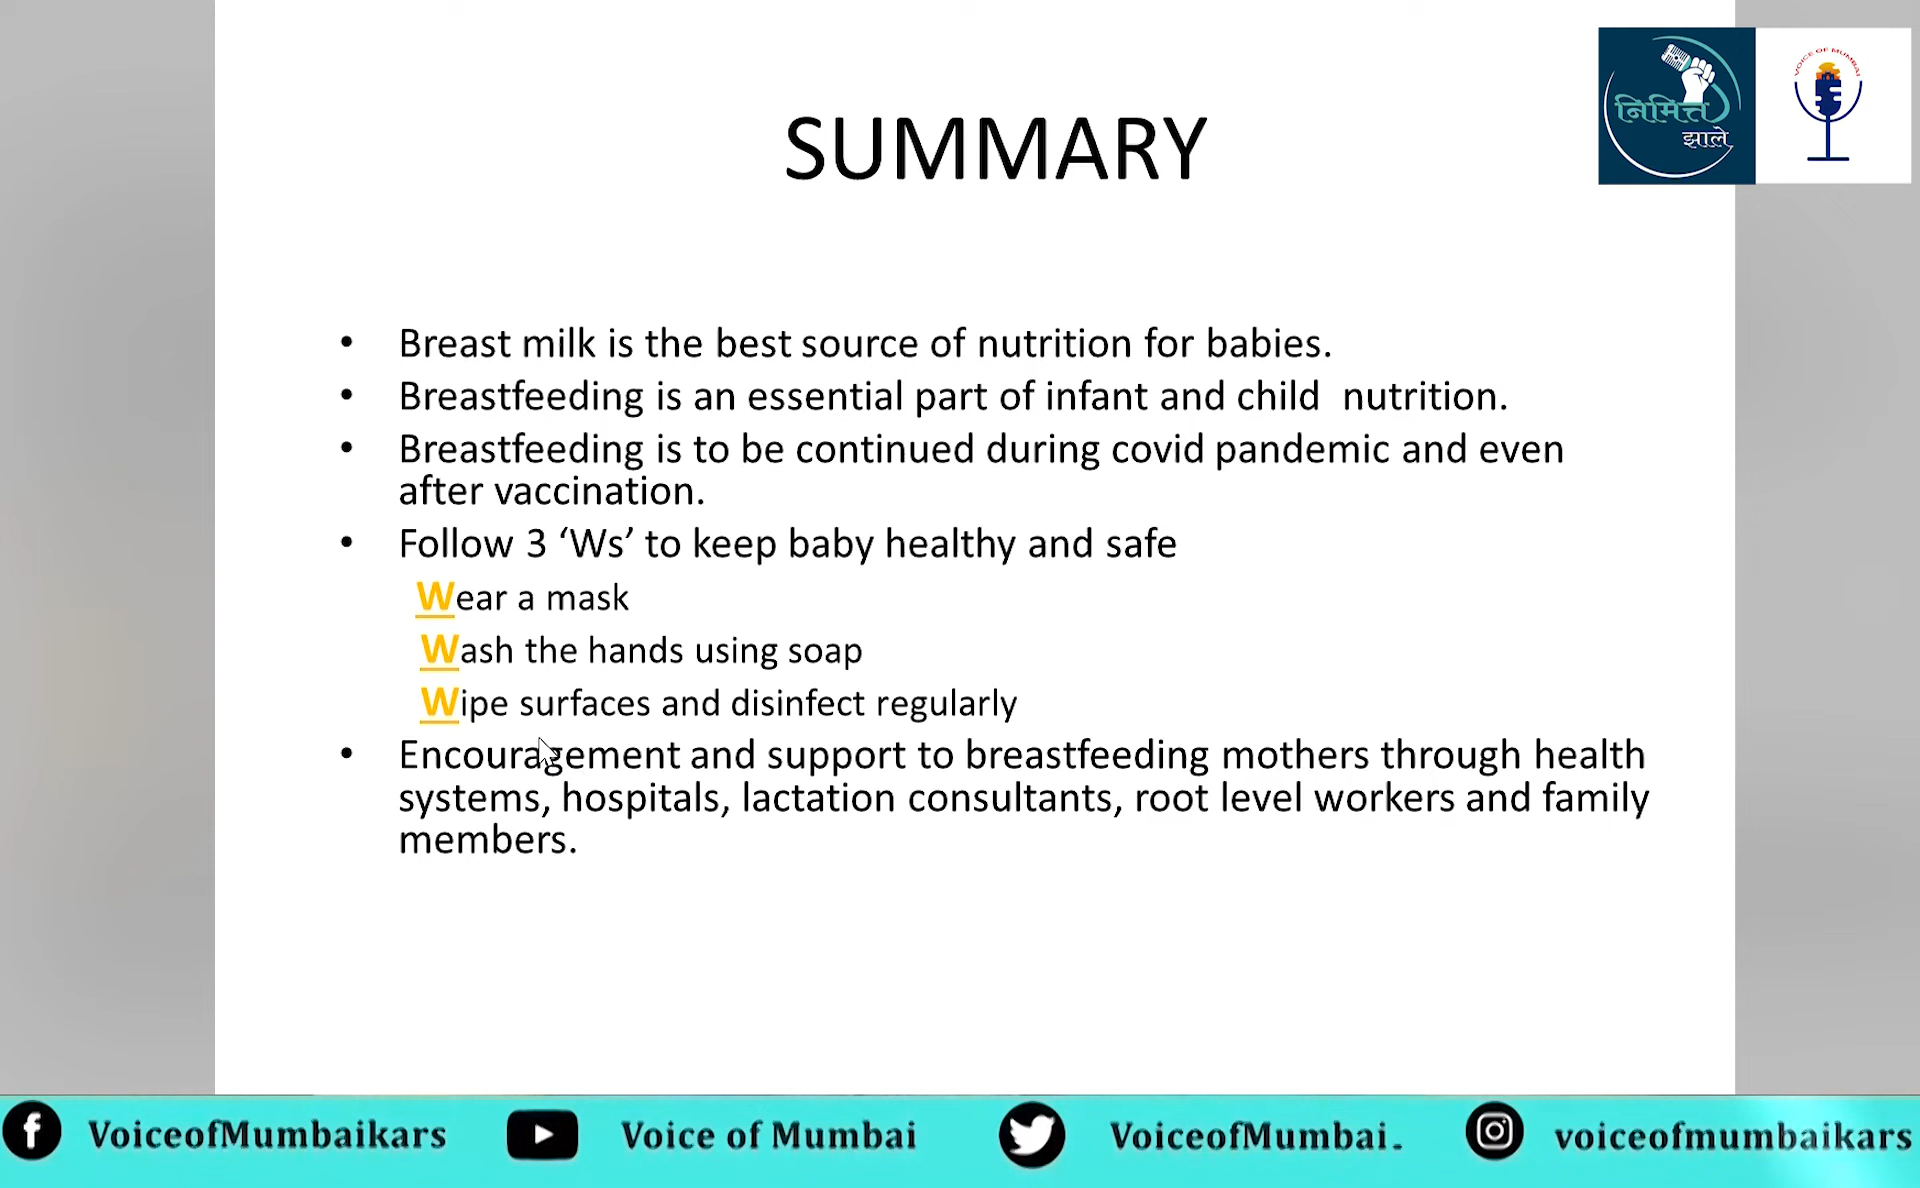 VOICE OF MUMBAI
निमित्त
झाले
SUMMARY
• Breast milk is the best source of nutrition for babies.
• Breastfeeding is an essential part of infant and child nutrition.
• Breastfeeding is to be continued during covid pandemic and even
after vaccination.
• Follow 3 ‘Ws’ to keep baby healthy and safe
Wear a mask
Wash the hands using soap
Wipe surfaces and disinfect regularly
• Encouragement and support to breastfeeding mothers through health
systems, hospitals, lactation consultants, root level workers and family
members.
VoiceofMumbaikars Voice of Mumbai VoiceofMumbai_ voiceofmumbaikars